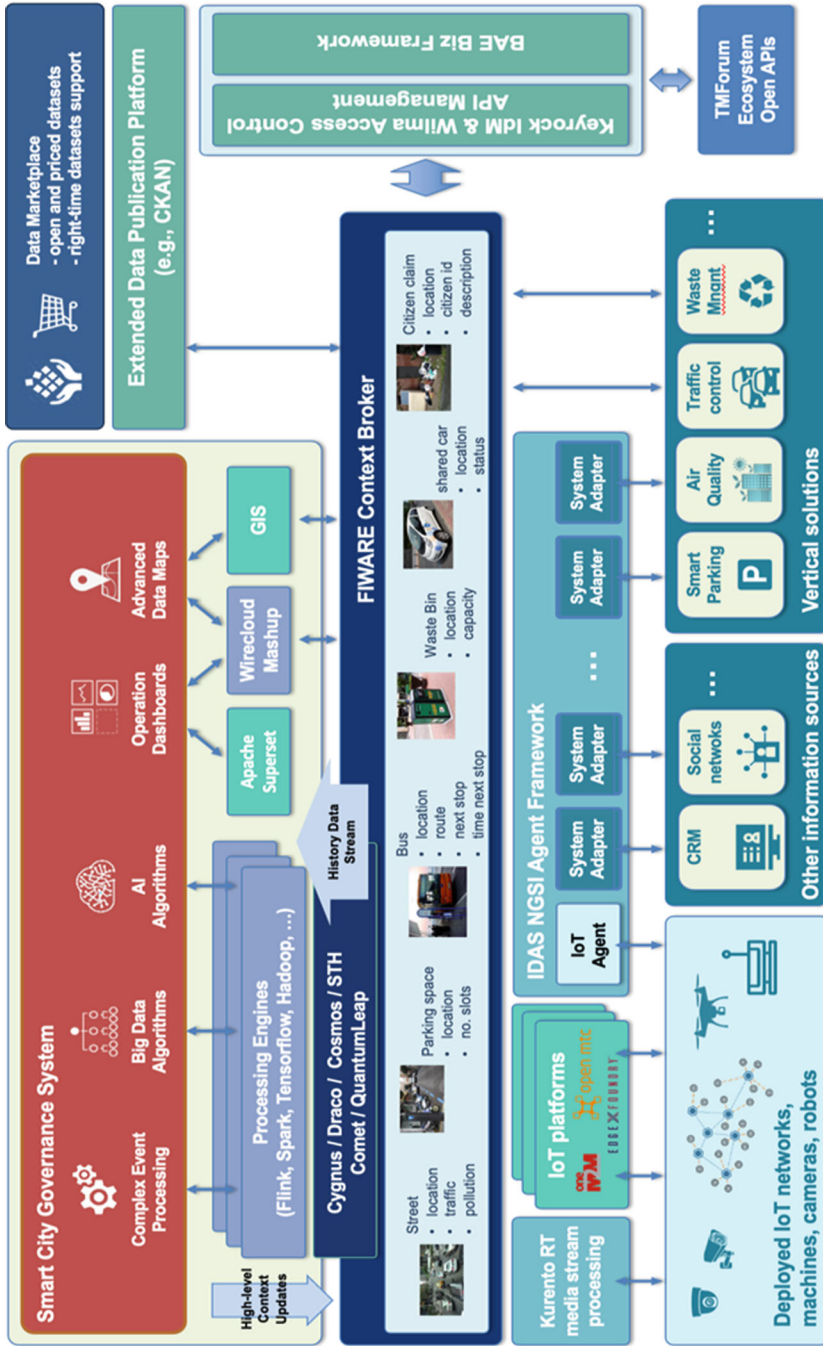 Smart City Governance System
Complex Event
Processing
Big Data
Algorithms
AI
Algorithms
Operation
Dashboards
Advanced
Data Maps
Data Marketplace
- open and priced datasets
- right-time datasets support
Extended Data Publication Platform
(e.g., CKAN)
High-level
Context
Updates
Processing Engines
(Flink, Spark, Tensorflow, Hadoop, …)
Cygnus / Draco / Cosmos / STH
Comet / QuantumLeap
History Data
Stream
Apache
Superset
Wirecloud
Mashup
GIS
FIWARE Context Broker
Street
• location
• traffic
• pollution
Parking space
• location
• no. slots
Bus
• location
• route
• next stop
• time next stop
Waste Bin
• location
• capacity
shared car
• location
• status
Citizen claim
• location
• citizen id
• description
Keyrock IdM & Wilma Access Control
API Management
BAE Biz Framework
TMForum
Ecosystem
Open APIs
Kurento RT
media stream
processing
IoT platforms
one
M2M
open mtc
EDGE X FOUNDRY
IDAS NGSI Agent Framework
IoT
Agent
System
Adapter
System
Adapter
...
System
Adapter
System
Adapter
Deployed IoT networks,
machines, cameras, robots
CRM
Social
networks
...
Other information sources
Smart
Parking
P
Air
Quality
Traffic
control
Waste
Mngnt
...
Vertical solutions